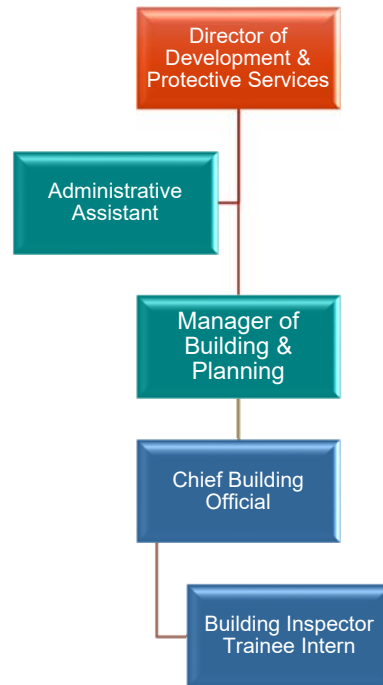 Director of
Development &
Protective Services
Administrative
Assistant
Manager of
Building &
Planning
Chief Building
Official
Building Inspector
Trainee Intern